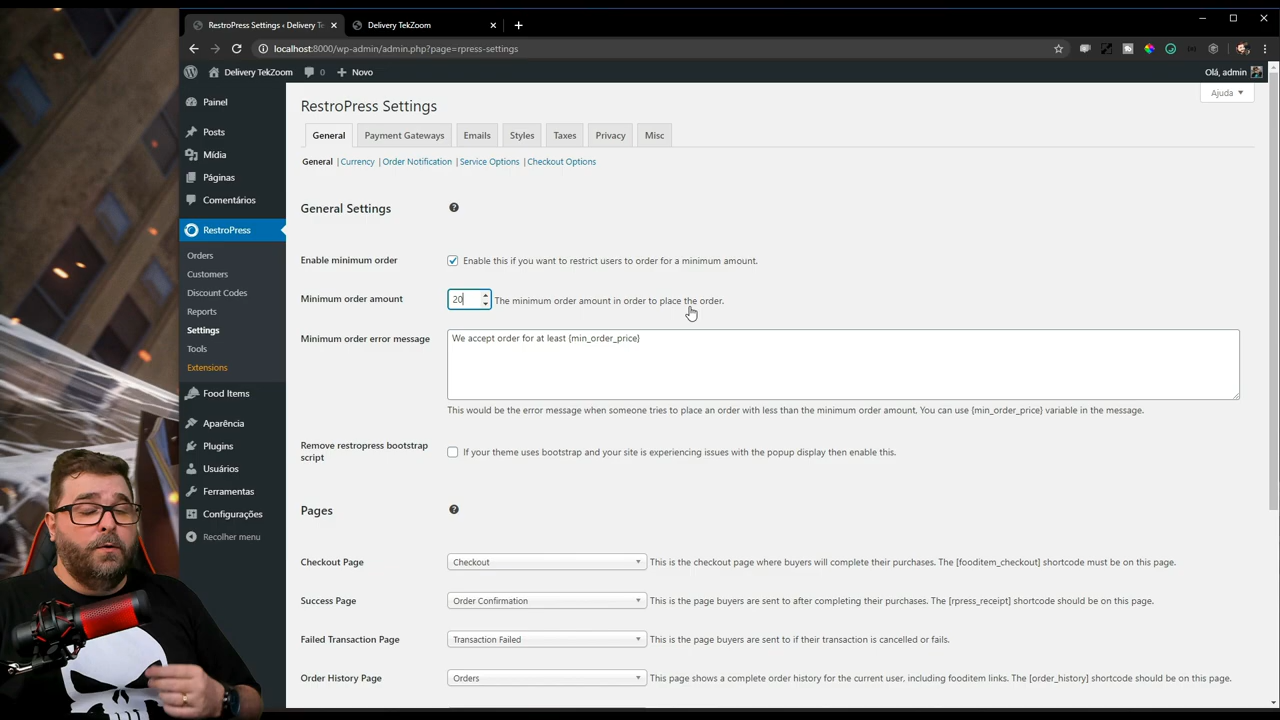 RestroPress Settings ‹ Delivery Te
Delivery TekZoom
localhost:8000/wp-admin/admin.php?page=rpress-settings
Delivery TekZoom
0
Novo
Olá, admin
Painel
Posts
Mídia
Páginas
Comentários
RestroPress
Orders
Customers
Discount Codes
Reports
Settings
Tools
Extensions
Food Items
Aparência
Plugins
Usuários
Ferramentas
Configurações
Recolher menu
RestroPress Settings
Ajuda
General Payment Gateways Emails Styles Taxes Privacy Misc
General | Currency | Order Notification | Service Options | Checkout Options
General Settings
Enable minimum order
Enable this if you want to restrict users to order for a minimum amount.
Minimum order amount
20
The minimum order amount in order to place the order.
Minimum order error message
We accept order for at least {min_order_price}
This would be the error message when someone tries to place an order with less than the minimum order amount. You can use {min_order_price} variable in the message.
Remove restropress bootstrap
script
If your theme uses bootstrap and your site is experiencing issues with the popup display then enable this.
Pages
Checkout Page
Checkout
This is the checkout page where buyers will complete their purchases. The [fooditem_checkout] shortcode must be on this page.
Success Page
Order Confirmation
This is the page buyers are sent to after completing their purchases. The [rpress_receipt] shortcode should be on this page.
Failed Transaction Page
Transaction Failed
This is the page buyers are sent to if their transaction is cancelled or fails.
Order History Page
Orders
This page shows a complete order history for the current user, including fooditem links. The [order_history] shortcode should be on this page.